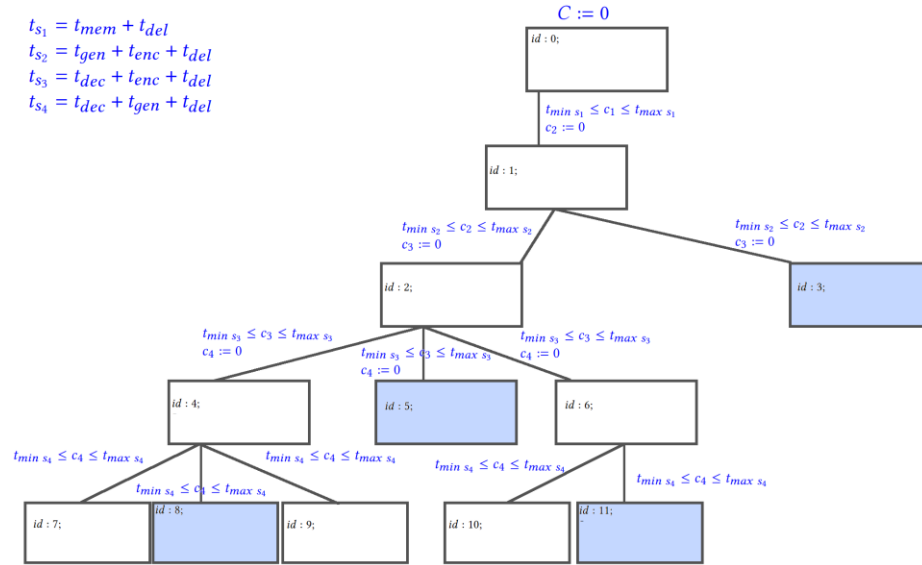 C := 0
t_{s_1} = t_{mem} + t_{del}
t_{s_2} = t_{gen} + t_{enc} + t_{del}
t_{s_3} = t_{dec} + t_{enc} + t_{del}
t_{s_4} = t_{dec} + t_{gen} + t_{del}
id : 0;
t_{min s_1} ≤ c_1 ≤ t_{max s_1}
c_2 := 0
id : 1;
t_{min s_2} ≤ c_2 ≤ t_{max s_2}
c_3 := 0
t_{min s_2} ≤ c_2 ≤ t_{max s_2}
c_3 := 0
id : 2;
id : 3;
t_{min s_3} ≤ c_3 ≤ t_{max s_3}
c_4 := 0
t_{min s_3} ≤ c_3 ≤ t_{max s_3}
c_4 := 0
t_{min s_3} ≤ c_3 ≤ t_{max s_3}
c_4 := 0
id : 4;
id : 5;
id : 6;
t_{min s_4} ≤ c_4 ≤ t_{max s_4}
t_{min s_4} ≤ c_4 ≤ t_{max s_4}
t_{min s_4} ≤ c_4 ≤ t_{max s_4}
t_{min s_4} ≤ c_4 ≤ t_{max s_4}
t_{min s_4} ≤ c_4 ≤ t_{max s_4}
id : 7;
id : 8;
id : 9;
id : 10;
id : 11;